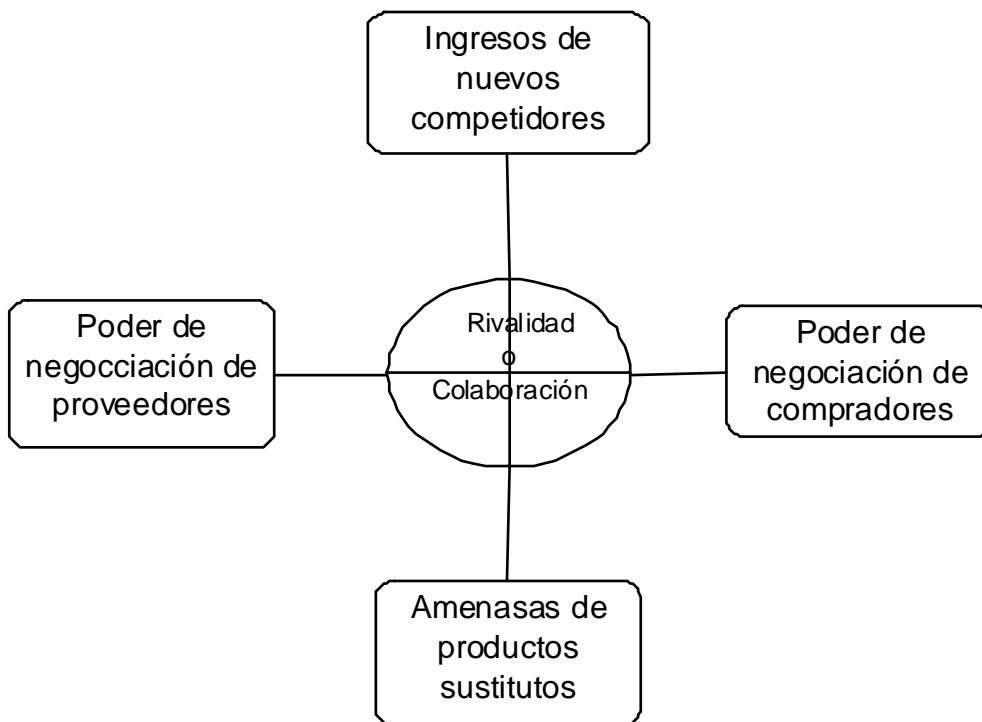 Ingresos de
nuevos
competidores
Rivalidad
o
Colaboración
Poder de
negocciación de
proveedores
Poder de
negociación de
compradores
Amenasas de
productos
sustitutos